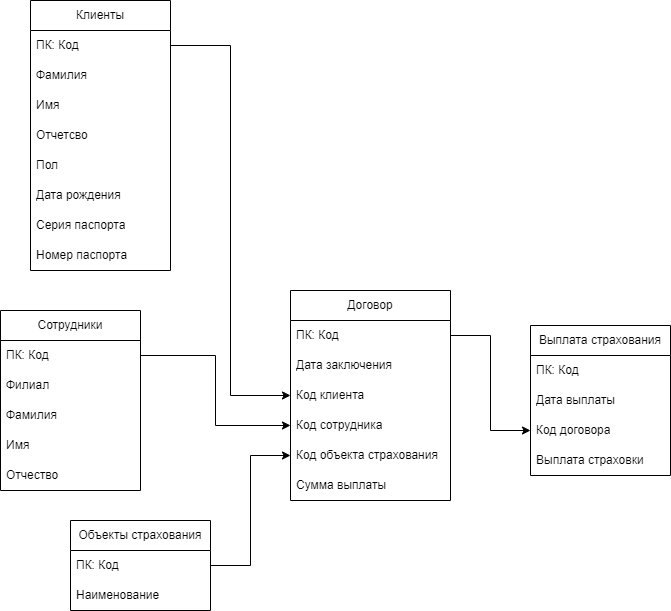 Клиенты
ПК: Код
Фамилия
Имя
Отчетсво
Пол
Дата рождения
Серия паспорта
Номер паспорта
Сотрудники
ПК: Код
Филиал
Фамилия
Имя
Отчество
Объекты страхования
ПК: Код
Наименование
Договор
ПК: Код
Дата заключения
Код клиента
Код сотрудника
Код объекта страхования
Сумма выплаты
Выплата страхования
ПК: Код
Дата выплаты
Код договора
Выплата страховки